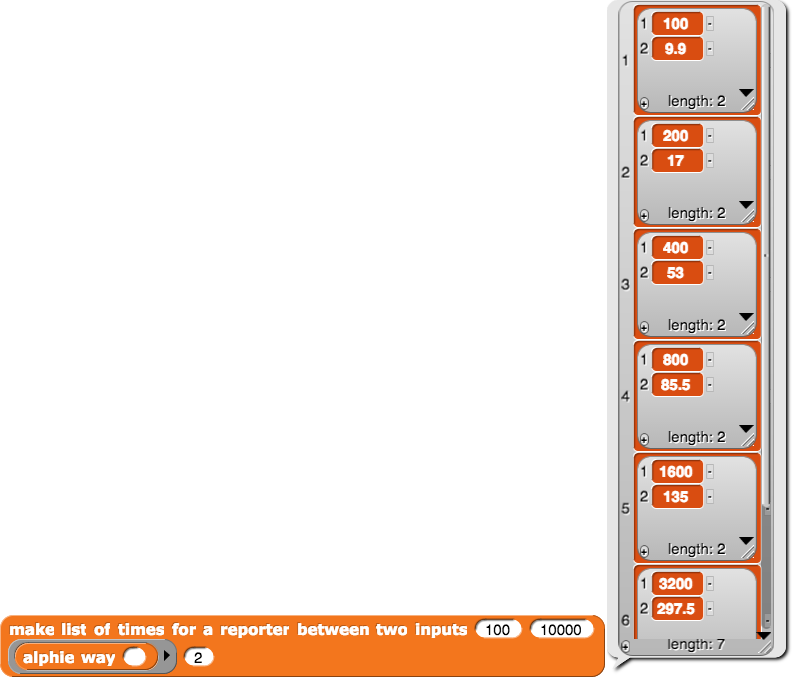 1
1 100 -
2 9.9 -
+ length: 2
2
1 200 -
2 17 -
+ length: 2
3
1 400 -
2 53 -
+ length: 2
4
1 800 -
2 85.5 -
+ length: 2
5
1 1600 -
2 135 -
+ length: 2
6
1 3200 -
2 297.5 -
+ length: 7
make list of times for a reporter between two inputs 100 10000
alphie way 2